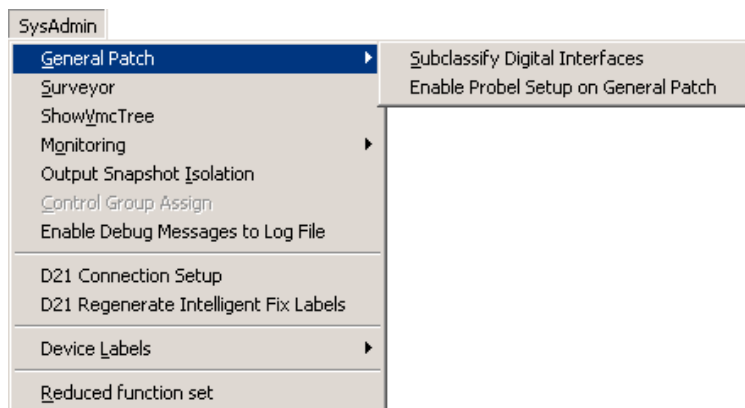 SysAdmin
General Patch
Subclassify Digital Interfaces
Enable Probel Setup on General Patch
Surveyor
ShowVmcTree
Monitoring
Output Snapshot Isolation
Control Group Assign
Enable Debug Messages to Log File
D21 Connection Setup
D21 Regenerate Intelligent Fix Labels
Device Labels
Reduced function set